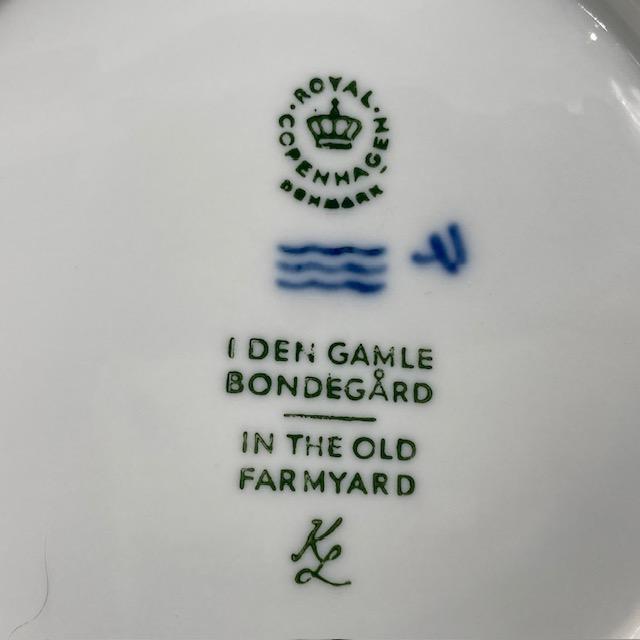 ROYAL
COPENHAGEN
DENMARK
I DEN GAMLE
BONDEGÅRD
IN THE OLD
FARMYARD
KL